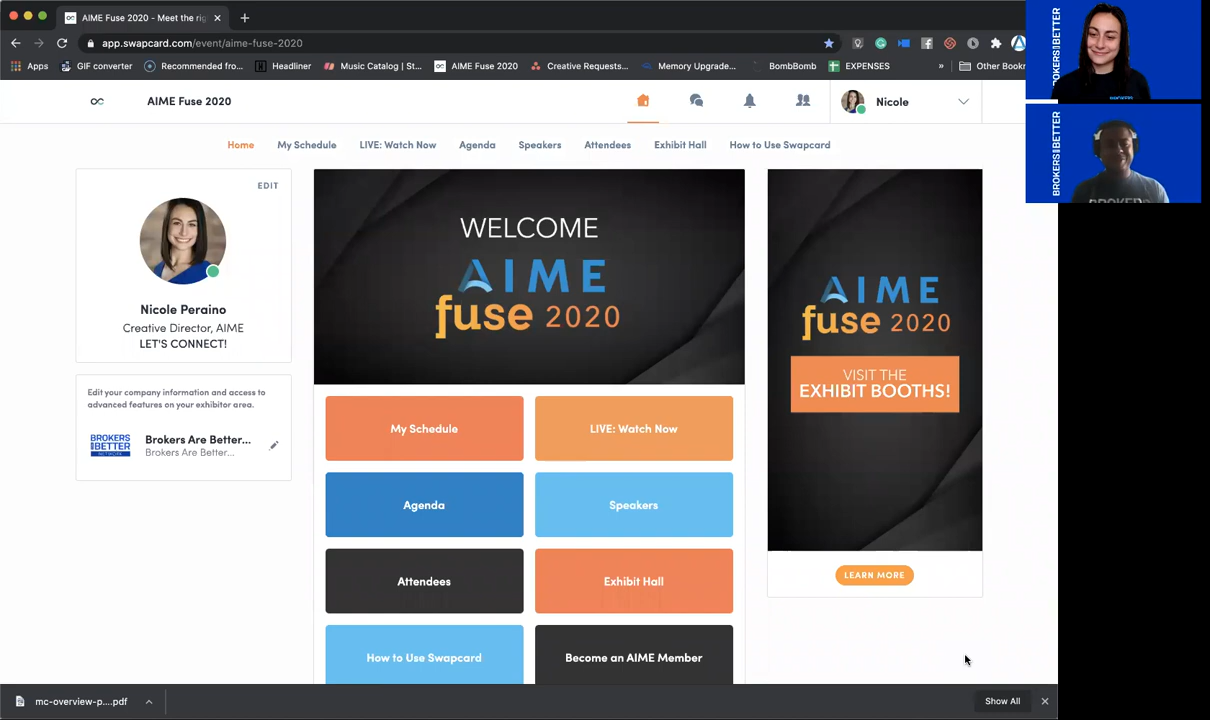 AIME Fuse 2020 - Meet the rig
app.swapcard.com/event/aime-fuse-2020
Apps
GIF converter
Recommended fro...
Headliner
Music Catalog | St...
AIME Fuse 2020
Creative Requests...
Memory Upgrade...
BombBomb
EXPENSES
»
Other Bookm
AIME Fuse 2020
Nicole
Home
My Schedule
LIVE: Watch Now
Agenda
Speakers
Attendees
Exhibit Hall
How to Use Swapcard
EDIT
Nicole Peraino
Creative Director, AIME
LET'S CONNECT!
Edit your company information and access to
advanced features on your exhibitor area.
BROKERS
BETTER
NETWORK
Brokers Are Better...
Brokers Are Better...
WELCOME
AIME
fuse 2020
My Schedule
LIVE: Watch Now
Agenda
Speakers
Attendees
Exhibit Hall
How to Use Swapcard
Become an AIME Member
AIME
fuse 2020
VISIT THE
EXHIBIT BOOTHS!
LEARN MORE
BETTER
BROKERS BETTER
mc-overview-p....pdf
Show All